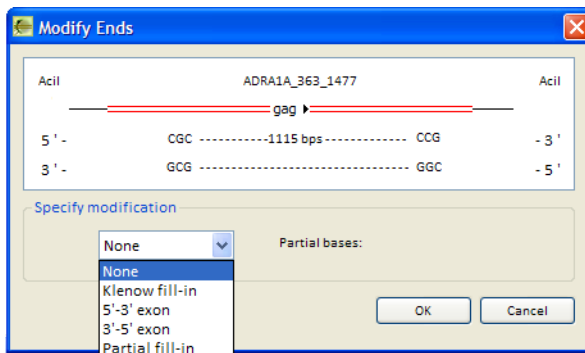 Modify Ends
AciI ADRA1A_363_1477 AciI
gag
5 ' - CGC -----------1115 bps------------- CCG - 3 '
3 ' - GCG --------------------------------- GGC - 5 '
Specify modification
None Partial bases:
None
Klenow fill-in
5'-3' exon
3'-5' exon
Partial fill-in
OK Cancel